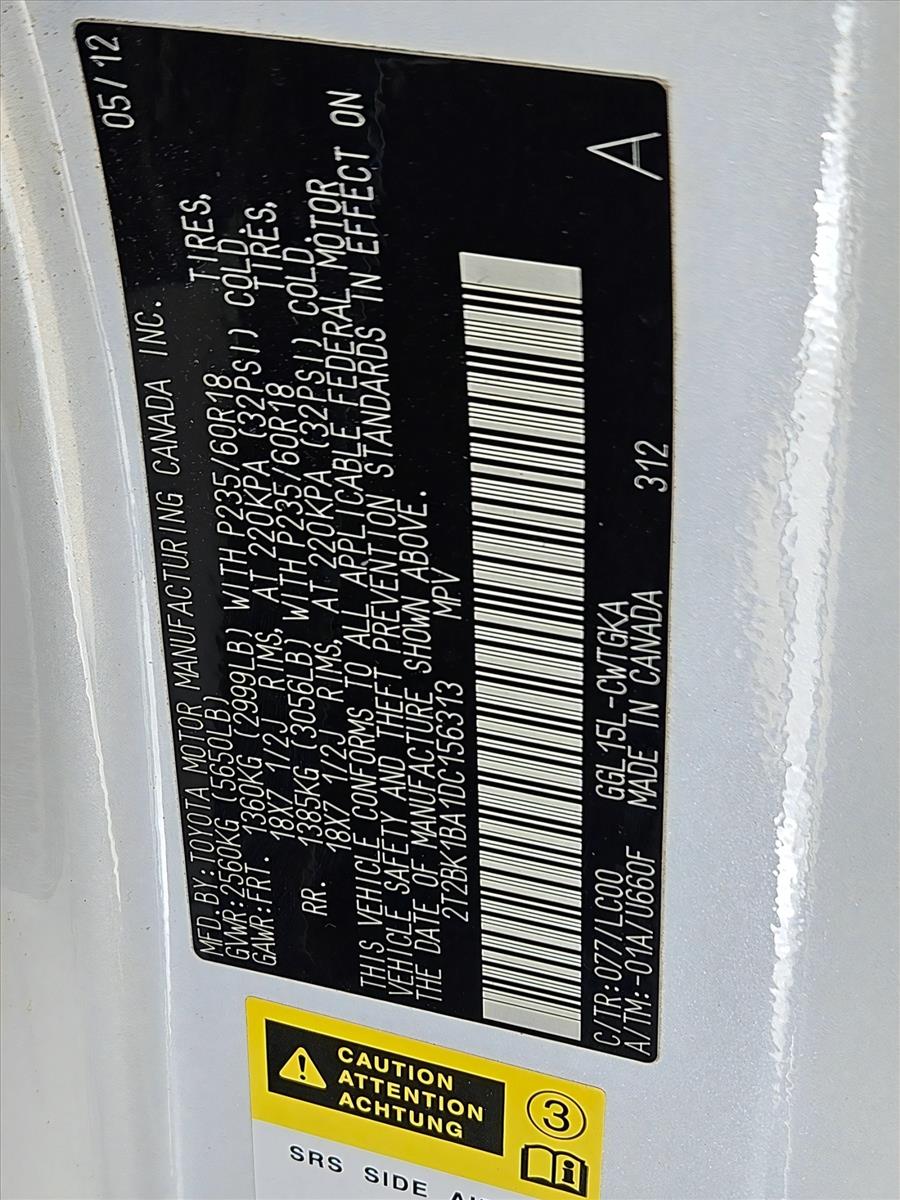 MFD.BY:TOYOTA MOTOR MANUFACTURING CANADA INC. 05/12
GVWR:2560KG (5650LB)
GAWR:FRT. 1360KG (2999LB) WITH P235/60R18 TIRES,
18X7 1/2J RIMS, AT 220KPA (32PSI) COLD.
RR. 1385KG (3056LB) WITH P235/60R18 TIRES,
18X7 1/2J RIMS, AT 220KPA (32PSI) COLD.
THIS VEHICLE CONFORMS TO ALL APPLICABLE FEDERAL MOTOR
VEHICLE SAFETY AND THEFT PREVENTION STANDARDS IN EFFECT ON
THE DATE OF MANUFACTURE SHOWN ABOVE.
2T2BK1BA1DC156313 MPV
C/TR:077/LC00 GGL15L-CWTGKA A
A/TM:-01A/U660F MADE IN CANADA 312
CAUTION
ATTENTION
ACHTUNG
3
i
SRS SIDE